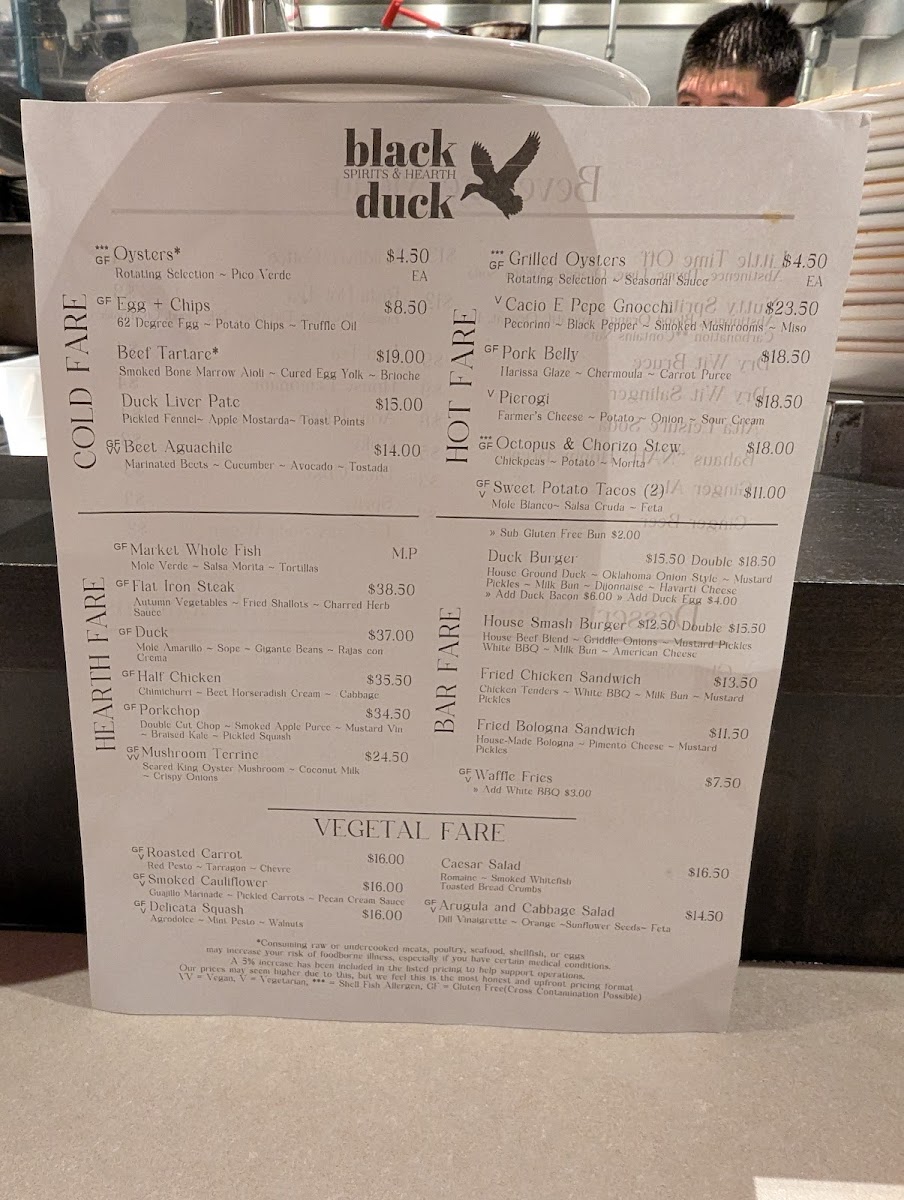 black
SPIRITS & HEARTH
duck
COLD FARE
*** GF Oysters* $4.50
Rotating Selection ~ Pico Verde EA
GF Egg + Chips $8.50
62 Degree Egg ~ Potato Chips ~ Truffle Oil
Beef Tartare* $19.00
Smoked Bone Marrow Aioli ~ Cured Egg Yolk ~ Brioche
Duck Liver Pate $15.00
Pickled Fennel~ Apple Mostarda~ Toast Points
GF VV Beet Aguachile $14.00
Marinated Beets ~ Cucumber ~ Avocado ~ Tostada
HOT FARE
*** GF Grilled Oysters $4.50
Rotating Selection ~ Seasonal Sauce EA
V Cacio E Pepe Gnocchi $23.50
Pecorino ~ Black Pepper ~ Smoked Mushrooms ~ Miso
GF Pork Belly $18.50
Harissa Glaze ~ Chermoula ~ Carrot Puree
V Pierogi $18.50
Farmer's Cheese ~ Potato ~ Onion ~ Sour Cream
*** GF Octopus & Chorizo Stew $18.00
Chickpeas ~ Potato ~ Morita
GF V Sweet Potato Tacos (2) $11.00
Mole Blanco~ Salsa Cruda ~ Feta
HEARTH FARE
GF Market Whole Fish M.P
Mole Verde ~ Salsa Morita ~ Tortillas
GF Flat Iron Steak $38.50
Autumn Vegetables ~ Fried Shallots ~ Charred Herb
Sauce
GF Duck $37.00
Mole Amarillo ~ Sope ~ Gigante Beans ~ Rajas con
Crema
GF Half Chicken $35.50
Chimichurri ~ Beet Horseradish Cream ~ Cabbage
GF Porkchop $34.50
Double Cut Chop ~ Smoked Apple Puree ~ Mustard Vin
~ Braised Kale ~ Pickled Squash
GF VV Mushroom Terrine $24.50
Seared King Oyster Mushroom ~ Coconut Milk
~ Crispy Onions
BAR FARE
» Sub Gluten Free Bun $2.00
Duck Burger $15.50 Double $18.50
House Ground Duck ~ Oklahoma Onion Style ~ Mustard
Pickles ~ Milk Bun ~ Dijonnaise ~ Havarti Cheese
» Add Duck Bacon $6.00 » Add Duck Egg $4.00
House Smash Burger $12.50 Double $15.50
House Beef Blend ~ Griddle Onions ~ Mustard Pickles
White BBQ ~ Milk Bun ~ American Cheese
Fried Chicken Sandwich $13.50
Chicken Tenders ~ White BBQ ~ Milk Bun ~ Mustard
Pickles
Fried Bologna Sandwich $11.50
House-Made Bologna ~ Pimento Cheese ~ Mustard
Pickles
GF V Waffle Fries $7.50
» Add White BBQ $3.00
VEGETAL FARE
GF V Roasted Carrot $16.00
Red Pesto ~ Tarragon ~ Chevre
GF V Smoked Cauliflower $16.00
Guajillo Marinade ~ Pickled Carrots ~ Pecan Cream Sauce
GF V Delicata Squash $16.00
Agrodolce ~ Mint Pesto ~ Walnuts
Caesar Salad $16.50
Romaine ~ Smoked Whitefish
Toasted Bread Crumbs
GF V Arugula and Cabbage Salad $14.50
Dill Vinaigrette ~ Orange ~Sunflower Seeds~ Feta
*Consuming raw or undercooked meats, poultry, seafood, shellfish, or eggs
may increase your risk of foodborne illness, especially if you have certain medical conditions.
A 5% increase has been included in the listed pricing to help support operations.
Our prices may seem higher due to this, but we feel this is the most honest and upfront pricing format
VV = Vegan, V = Vegetarian, *** = Shell Fish Allergen, GF = Gluten Free(Cross Contamination Possible)